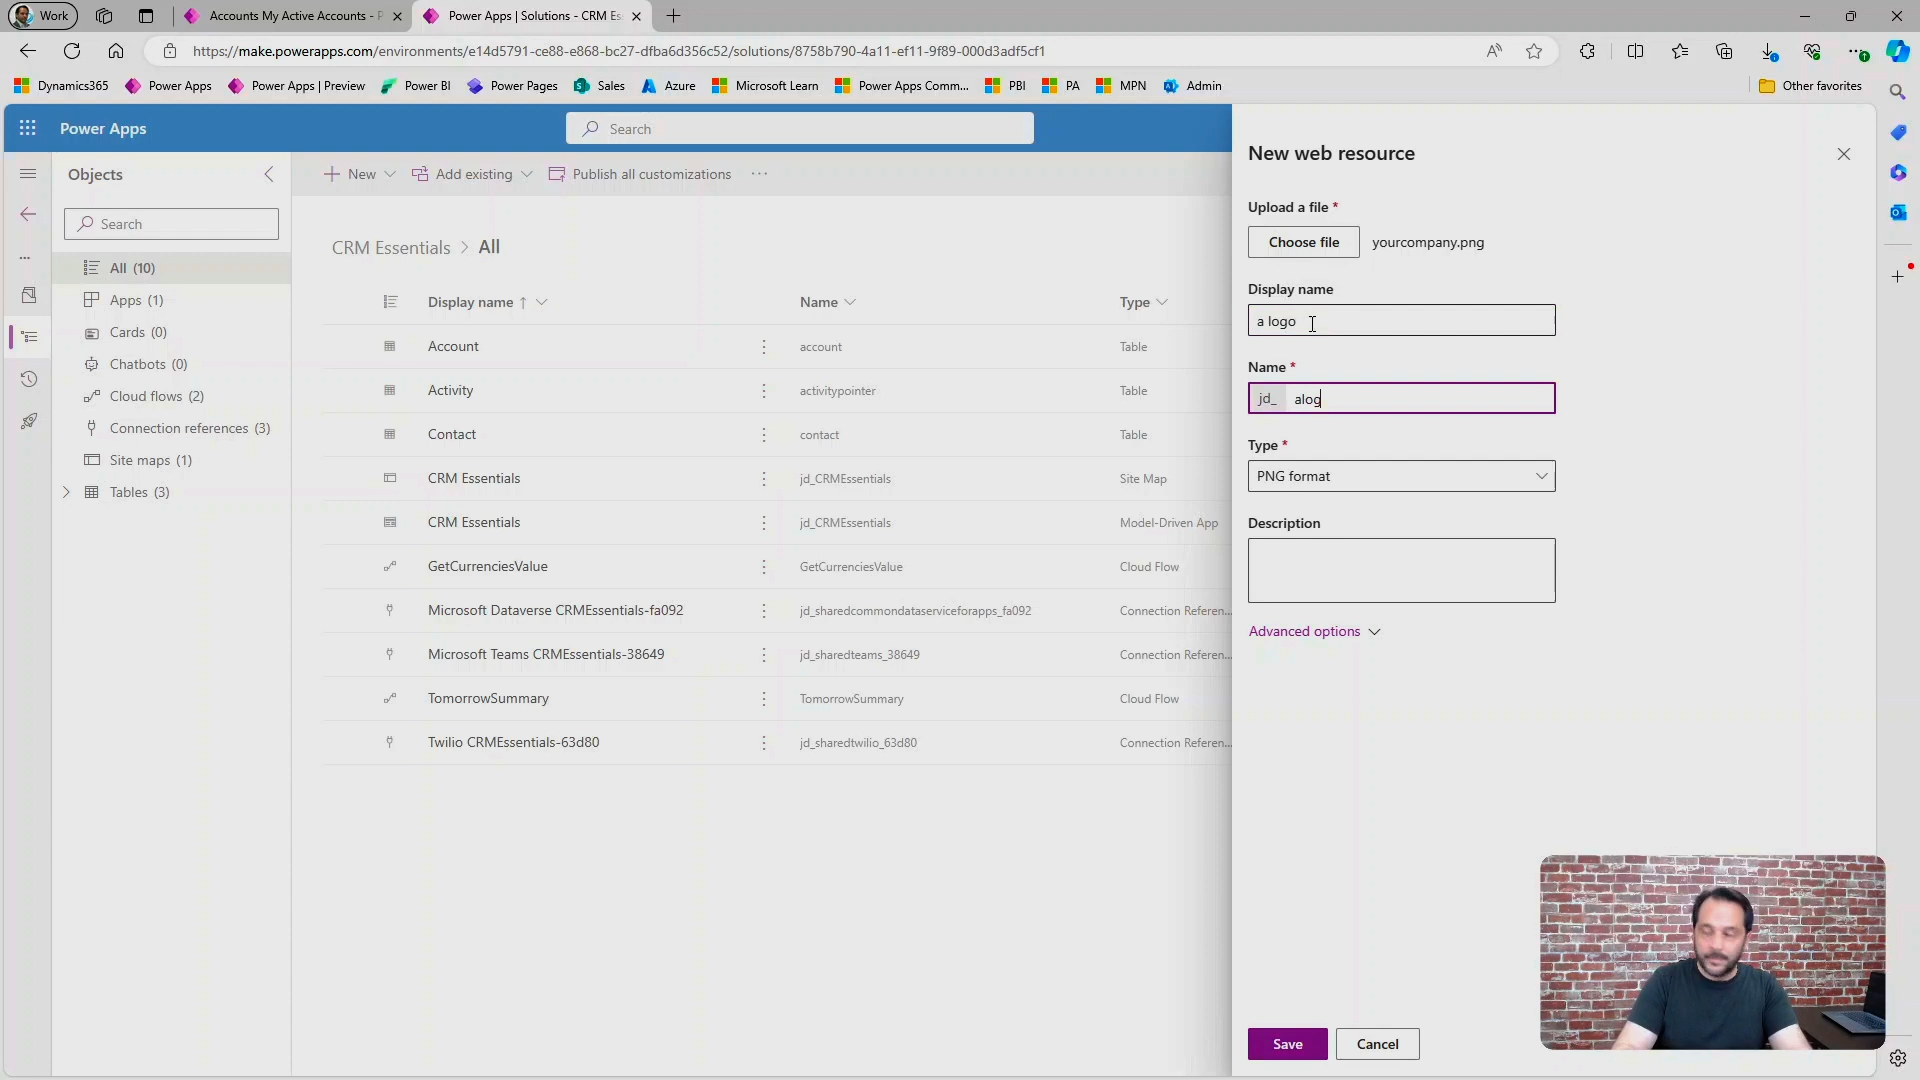 Work
Accounts My Active Accounts - P
Power Apps | Solutions - CRM Es
https://make.powerapps.com/environments/e14d5791-ce88-e868-bc27-dfba6d356c52/solutions/8758b790-4a11-ef11-9f89-000d3adf5cf1
Dynamics365
Power Apps
Power Apps | Preview
Power BI
Power Pages
Sales
Azure
Microsoft Learn
Power Apps Comm...
PBI
PA
MPN
Admin
Other favorites
Power Apps
Search
Objects
Search
All (10)
Apps (1)
Cards (0)
Chatbots (0)
Cloud flows (2)
Connection references (3)
Site maps (1)
Tables (3)
New
Add existing
Publish all customizations
CRM Essentials > All
Display name
Name
Type
Account account Table
Activity activitypointer Table
Contact contact Table
CRM Essentials jd_CRMEssentials Site Map
CRM Essentials jd_CRMEssentials Model-Driven App
GetCurrenciesValue GetCurrenciesValue Cloud Flow
Microsoft Dataverse CRMEssentials-fa092 jd_sharedcommondataserviceforapps_fa092 Connection Referen...
Microsoft Teams CRMEssentials-38649 jd_sharedteams_38649 Connection Referen...
TomorrowSummary TomorrowSummary Cloud Flow
Twilio CRMEssentials-63d80 jd_sharedtwilio_63d80 Connection Referen...
New web resource
Upload a file *
Choose file yourcompany.png
Display name
a logo
Name *
jd_ alog
Type *
PNG format
Description
Advanced options
Save
Cancel